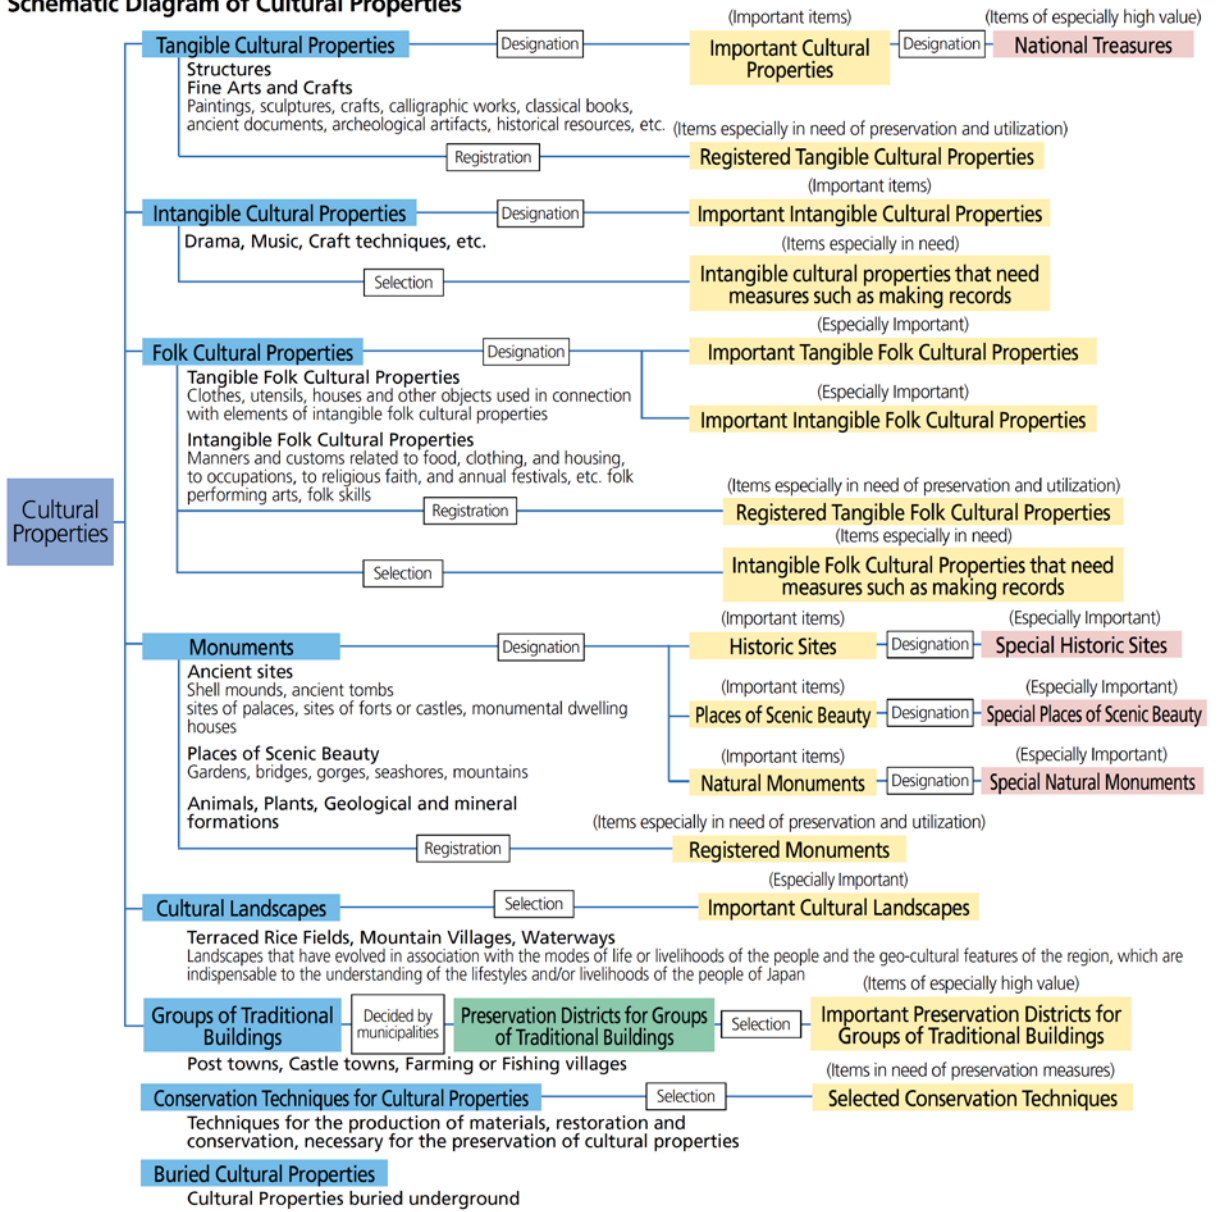 Schematic Diagram of Cultural Properties
(Important items)
(Items of especially high value)
Tangible Cultural Properties
Designation
Important Cultural
Properties
Designation
National Treasures
Structures
Fine Arts and Crafts
Paintings, sculptures, crafts, calligraphic works, classical books,
ancient documents, archeological artifacts, historical resources, etc.
(Items especially in need of preservation and utilization)
Registration
Registered Tangible Cultural Properties
(Important items)
Intangible Cultural Properties
Designation
Important Intangible Cultural Properties
Drama, Music, Craft techniques, etc.
(Items especially in need)
Selection
Intangible cultural properties that need
measures such as making records
(Especially Important)
Folk Cultural Properties
Designation
Important Tangible Folk Cultural Properties
Tangible Folk Cultural Properties
Clothes, utensils, houses and other objects used in connection
with elements of intangible folk cultural properties
(Especially Important)
Important Intangible Folk Cultural Properties
Intangible Folk Cultural Properties
Manners and customs related to food, clothing, and housing,
to occupations, to religious faith, and annual festivals, etc. folk
performing arts, folk skills
(Items especially in need of preservation and utilization)
Registration
Registered Tangible Folk Cultural Properties
Cultural
Properties
(Items especially in need)
Selection
Intangible Folk Cultural Properties that need
measures such as making records
(Important items)
(Especially Important)
Monuments
Designation
Historic Sites
Designation
Special Historic Sites
Ancient sites
Shell mounds, ancient tombs
sites of palaces, sites of forts or castles, monumental dwelling
houses
(Important items)
(Especially Important)
Places of Scenic Beauty
Designation
Special Places of Scenic Beauty
Places of Scenic Beauty
Gardens, bridges, gorges, seashores, mountains
(Important items)
(Especially Important)
Natural Monuments
Designation
Special Natural Monuments
Animals, Plants, Geological and mineral
formations
(Items especially in need of preservation and utilization)
Registration
Registered Monuments
(Especially Important)
Cultural Landscapes
Selection
Important Cultural Landscapes
Terraced Rice Fields, Mountain Villages, Waterways
Landscapes that have evolved in association with the modes of life or livelihoods of the people and the geo-cultural features of the region, which are
indispensable to the understanding of the lifestyles and/or livelihoods of the people of Japan
(Items of especially high value)
Groups of Traditional
Buildings
Decided by
municipalities
Preservation Districts for Groups
of Traditional Buildings
Selection
Important Preservation Districts for
Groups of Traditional Buildings
Post towns, Castle towns, Farming or Fishing villages
(Items in need of preservation measures)
Conservation Techniques for Cultural Properties
Selection
Selected Conservation Techniques
Techniques for the production of materials, restoration and
conservation, necessary for the preservation of cultural properties
Buried Cultural Properties
Cultural Properties buried underground